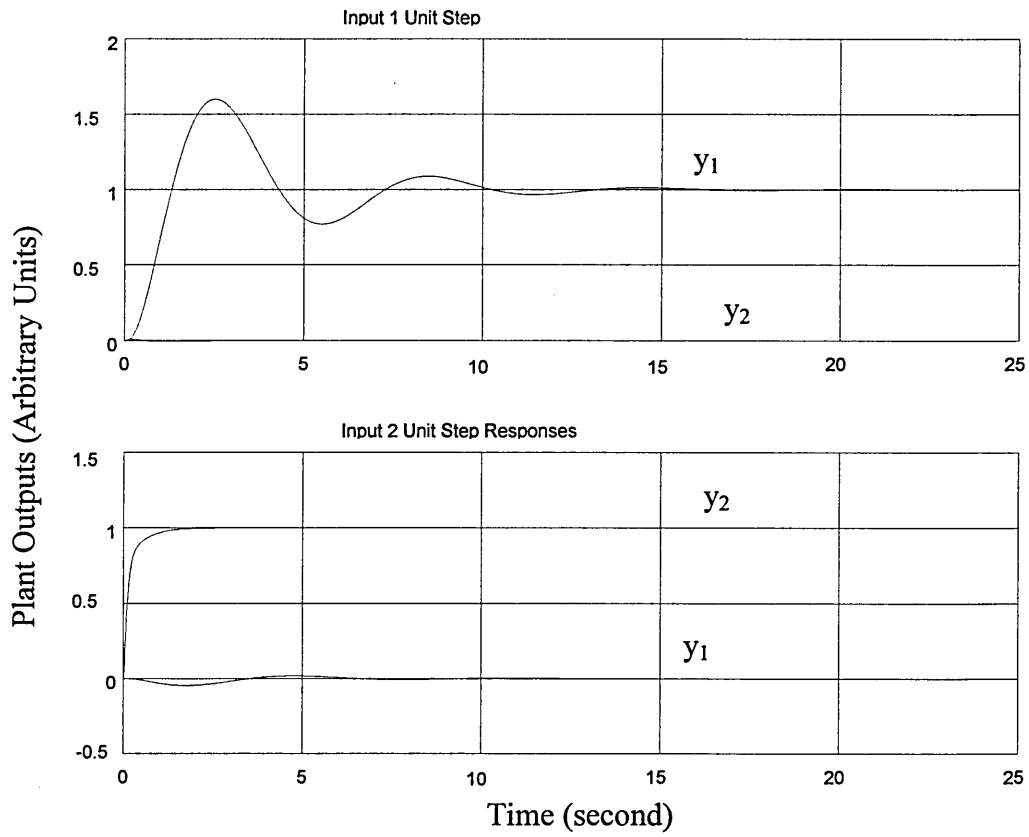 Input 1 Unit Step
2
1.5
y1
1
0.5
y2
0
0 5 10 15 20 25
Plant Outputs (Arbitrary Units)
Input 2 Unit Step Responses
1.5
y2
1
0.5
y1
0
-0.5
0 5 10 15 20 25
Time (second)